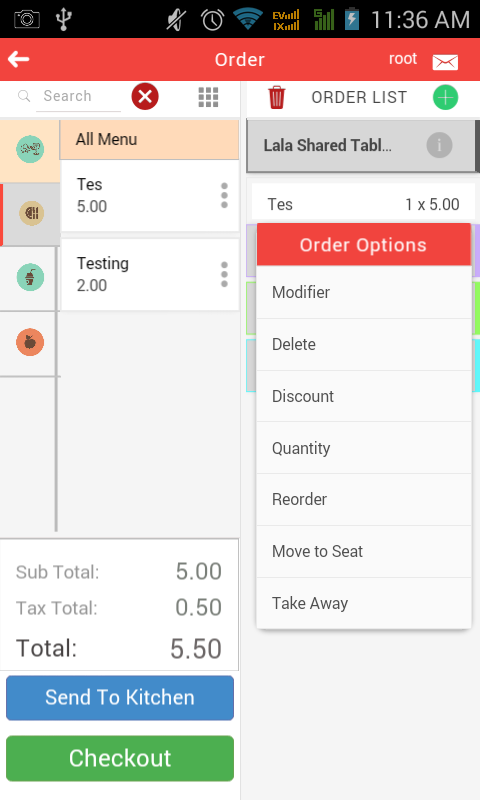 EV
1X
G
11:36 AM
Order
root
Search
ORDER LIST
All Menu
Lala Shared Tabl...
i
Tes
5.00
Tes
1 x 5.00
Order Options
Testing
2.00
Modifier
Delete
Discount
Quantity
Reorder
Move to Seat
Take Away
Sub Total:
5.00
Tax Total:
0.50
Total:
5.50
Send To Kitchen
Checkout